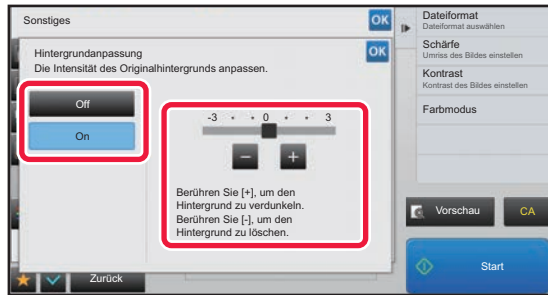 Sonstiges
OK
Hintergrundanpassung
OK
Die Intensität des Originalhintergrunds anpassen.
Off
On
-3 • • 0 • • 3
− +
Berühren Sie [+], um den
Hintergrund zu verdunkeln.
Berühren Sie [-], um den
Hintergrund zu löschen.
Zurück
Dateiformat
Dateiformat auswählen
Schärfe
Umriss des Bildes einstellen
Kontrast
Kontrast des Bildes einstellen
Farbmodus
Vorschau
CA
Start